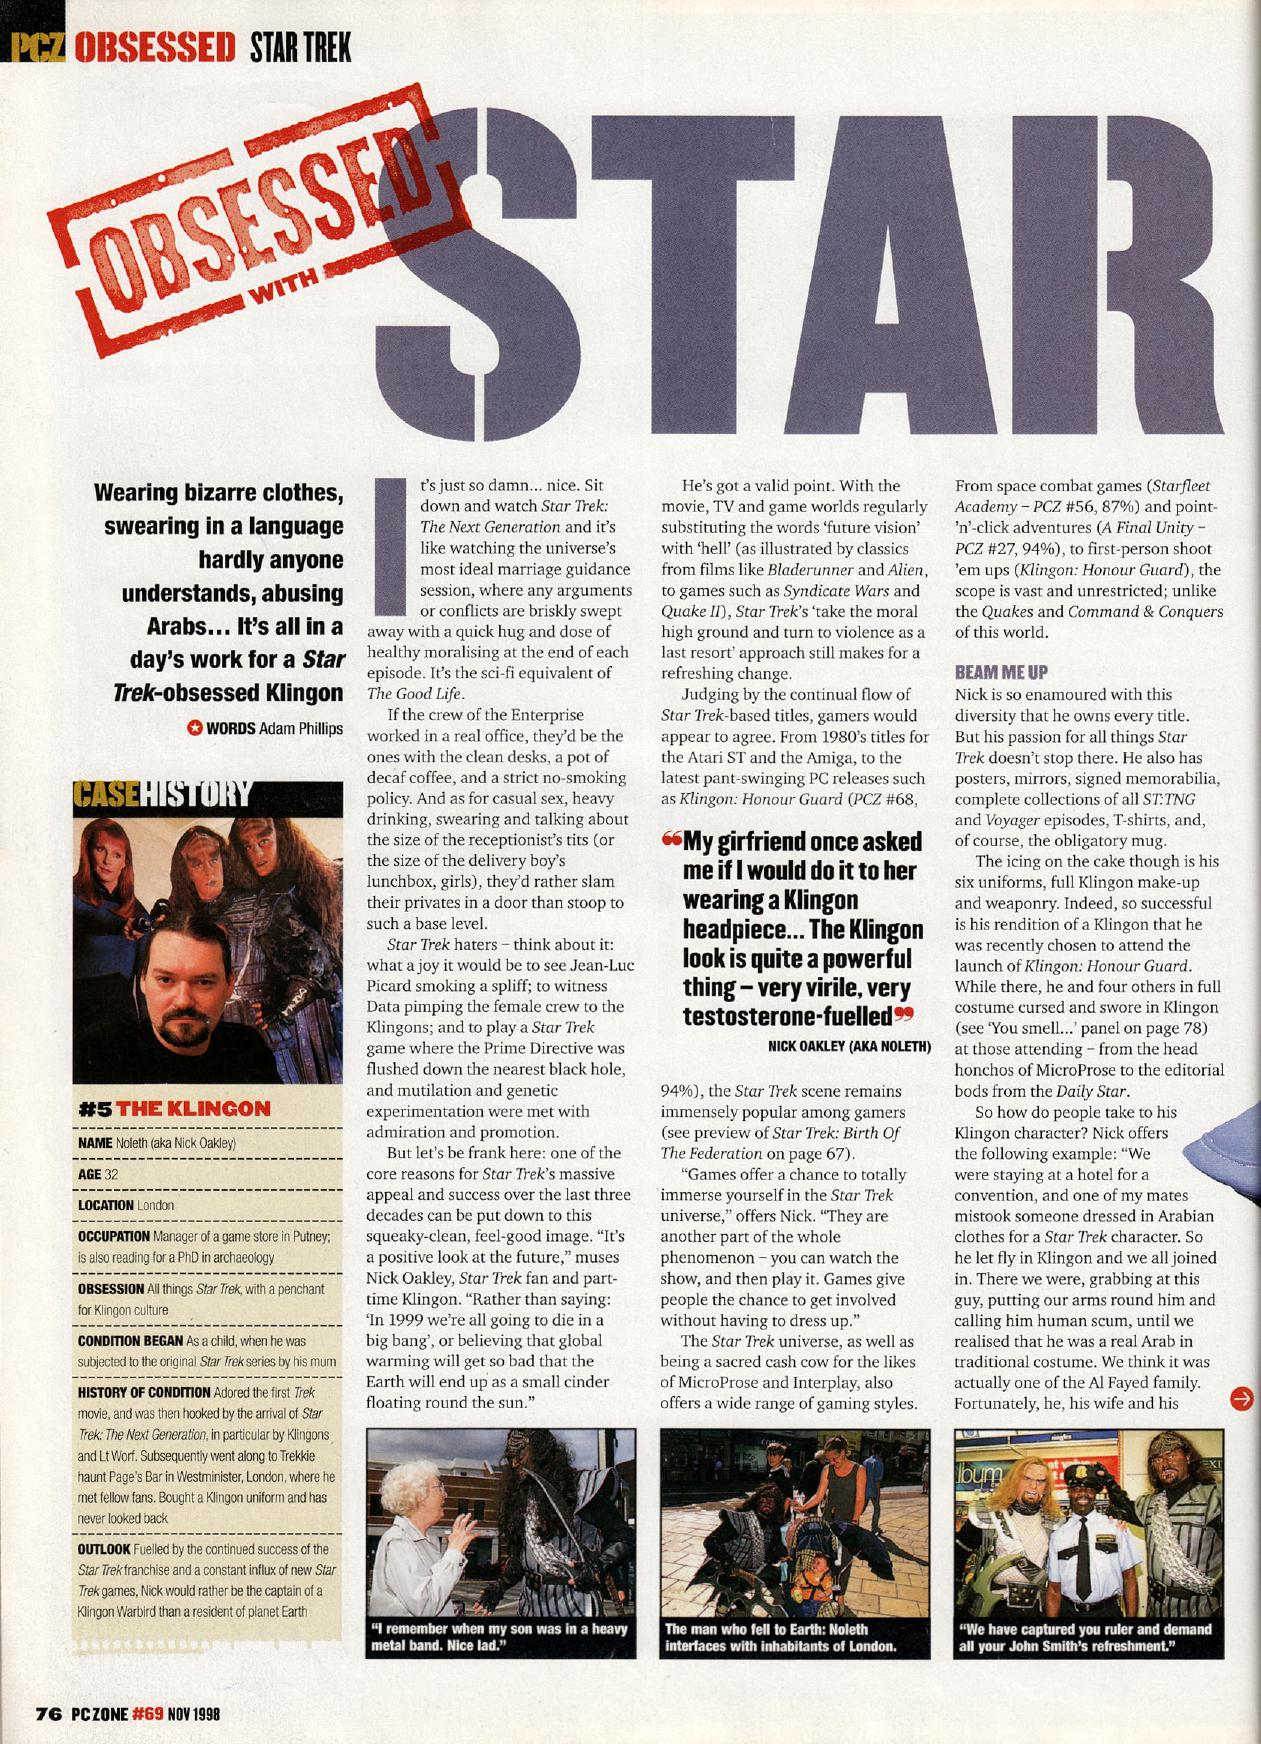 PCZ OBSESSED STAR TREK
OBSESSED
WITH
STAR
Wearing bizarre clothes,
swearing in a language
hardly anyone
understands, abusing
Arabs... It's all in a
day's work for a Star
Trek-obsessed Klingon
WORDS Adam Phillips
CASEHISTORY
#5 THE KLINGON
NAME Noleth (aka Nick Oakley)
AGE 32
LOCATION London
OCCUPATION Manager of a game store in Putney;
is also reading for a PhD in archaeology
OBSESSION All things Star Trek, with a penchant
for Klingon culture
CONDITION BEGAN As a child, when he was
subjected to the original Star Trek series by his mum
HISTORY OF CONDITION Adored the first Trek
movie, and was then hooked by the arrival of Star
Trek: The Next Generation, in particular by Klingons
and Lt Worf. Subsequently went along to Trekkie
haunt Page's Bar in Westminster, London, where he
met fellow fans. Bought a Klingon uniform and has
never looked back
OUTLOOK Fuelled by the continued success of the
Star Trek franchise and a constant influx of new Star
Trek games, Nick would rather be the captain of a
Klingon Warbird than a resident of planet Earth
It's just so damn... nice. Sit
down and watch Star Trek:
The Next Generation and it's
like watching the universe's
most ideal marriage guidance
session, where any arguments
or conflicts are briskly swept
away with a quick hug and dose of
healthy moralising at the end of each
episode. It's the sci-fi equivalent of
The Good Life.
If the crew of the Enterprise
worked in a real office, they'd be the
ones with the clean desks, a pot of
decaf coffee, and a strict no-smoking
policy. And as for casual sex, heavy
drinking, swearing and talking about
the size of the receptionist's tits (or
the size of the delivery boy's
lunchbox, girls), they'd rather slam
their privates in a door than stoop to
such a base level.
Star Trek haters – think about it:
what a joy it would be to see Jean-Luc
Picard smoking a spliff; to witness
Data pimping the female crew to the
Klingons; and to play a Star Trek
game where the Prime Directive was
flushed down the nearest black hole,
and mutilation and genetic
experimentation were met with
admiration and promotion.
But let's be frank here: one of the
core reasons for Star Trek's massive
appeal and success over the last three
decades can be put down to this
squeaky-clean, feel-good image. "It's
a positive look at the future," muses
Nick Oakley, Star Trek fan and part-
time Klingon. "Rather than saying:
'In 1999 we're all going to die in a
big bang', or believing that global
warming will get so bad that the
Earth will end up as a small cinder
floating round the sun."
He's got a valid point. With the
movie, TV and game worlds regularly
substituting the words 'future vision'
with 'hell' (as illustrated by classics
from films like Bladerunner and Alien,
to games such as Syndicate Wars and
Quake II), Star Trek's 'take the moral
high ground and turn to violence as a
last resort' approach still makes for a
refreshing change.
Judging by the continual flow of
Star Trek-based titles, gamers would
appear to agree. From 1980's titles for
the Atari ST and the Amiga, to the
latest pant-swinging PC releases such
as Klingon: Honour Guard (PCZ #68,
“My girfriend once asked
me if I would do it to her
wearing a Klingon
headpiece... The Klingon
look is quite a powerful
thing – very virile, very
testosterone-fuelled”
NICK OAKLEY (AKA NOLETH)
94%), the Star Trek scene remains
immensely popular among gamers
(see preview of Star Trek: Birth Of
The Federation on page 67).
"Games offer a chance to totally
immerse yourself in the Star Trek
universe," offers Nick. "They are
another part of the whole
phenomenon – you can watch the
show, and then play it. Games give
people the chance to get involved
without having to dress up."
The Star Trek universe, as well as
being a sacred cash cow for the likes
of MicroProse and Interplay, also
offers a wide range of gaming styles.
From space combat games (Starfleet
Academy – PCZ #56, 87%) and point-
'n'-click adventures (A Final Unity –
PCZ #27, 94%), to first-person shoot
'em ups (Klingon: Honour Guard), the
scope is vast and unrestricted; unlike
the Quakes and Command & Conquers
of this world.
BEAM ME UP
Nick is so enamoured with this
diversity that he owns every title.
But his passion for all things Star
Trek doesn't stop there. He also has
posters, mirrors, signed memorabilia,
complete collections of all ST:TNG
and Voyager episodes, T-shirts, and,
of course, the obligatory mug.
The icing on the cake though is his
six uniforms, full Klingon make-up
and weaponry. Indeed, so successful
is his rendition of a Klingon that he
was recently chosen to attend the
launch of Klingon: Honour Guard.
While there, he and four others in full
costume cursed and swore in Klingon
(see 'You smell...' panel on page 78)
at those attending – from the head
honchos of MicroProse to the editorial
bods from the Daily Star.
So how do people take to his
Klingon character? Nick offers
the following example: "We
were staying at a hotel for a
convention, and one of my mates
mistook someone dressed in Arabian
clothes for a Star Trek character. So
he let fly in Klingon and we all joined
in. There we were, grabbing at this
guy, putting our arms round him and
calling him human scum, until we
realised that he was a real Arab in
traditional costume. We think it was
actually one of the Al Fayed family.
Fortunately, he, his wife and his
"I remember when my son was in a heavy
metal band. Nice lad."
The man who fell to Earth: Noleth
interfaces with inhabitants of London.
album
"We have captured you ruler and demand
all your John Smith's refreshment."
76 PC ZONE #69 NOV 1998